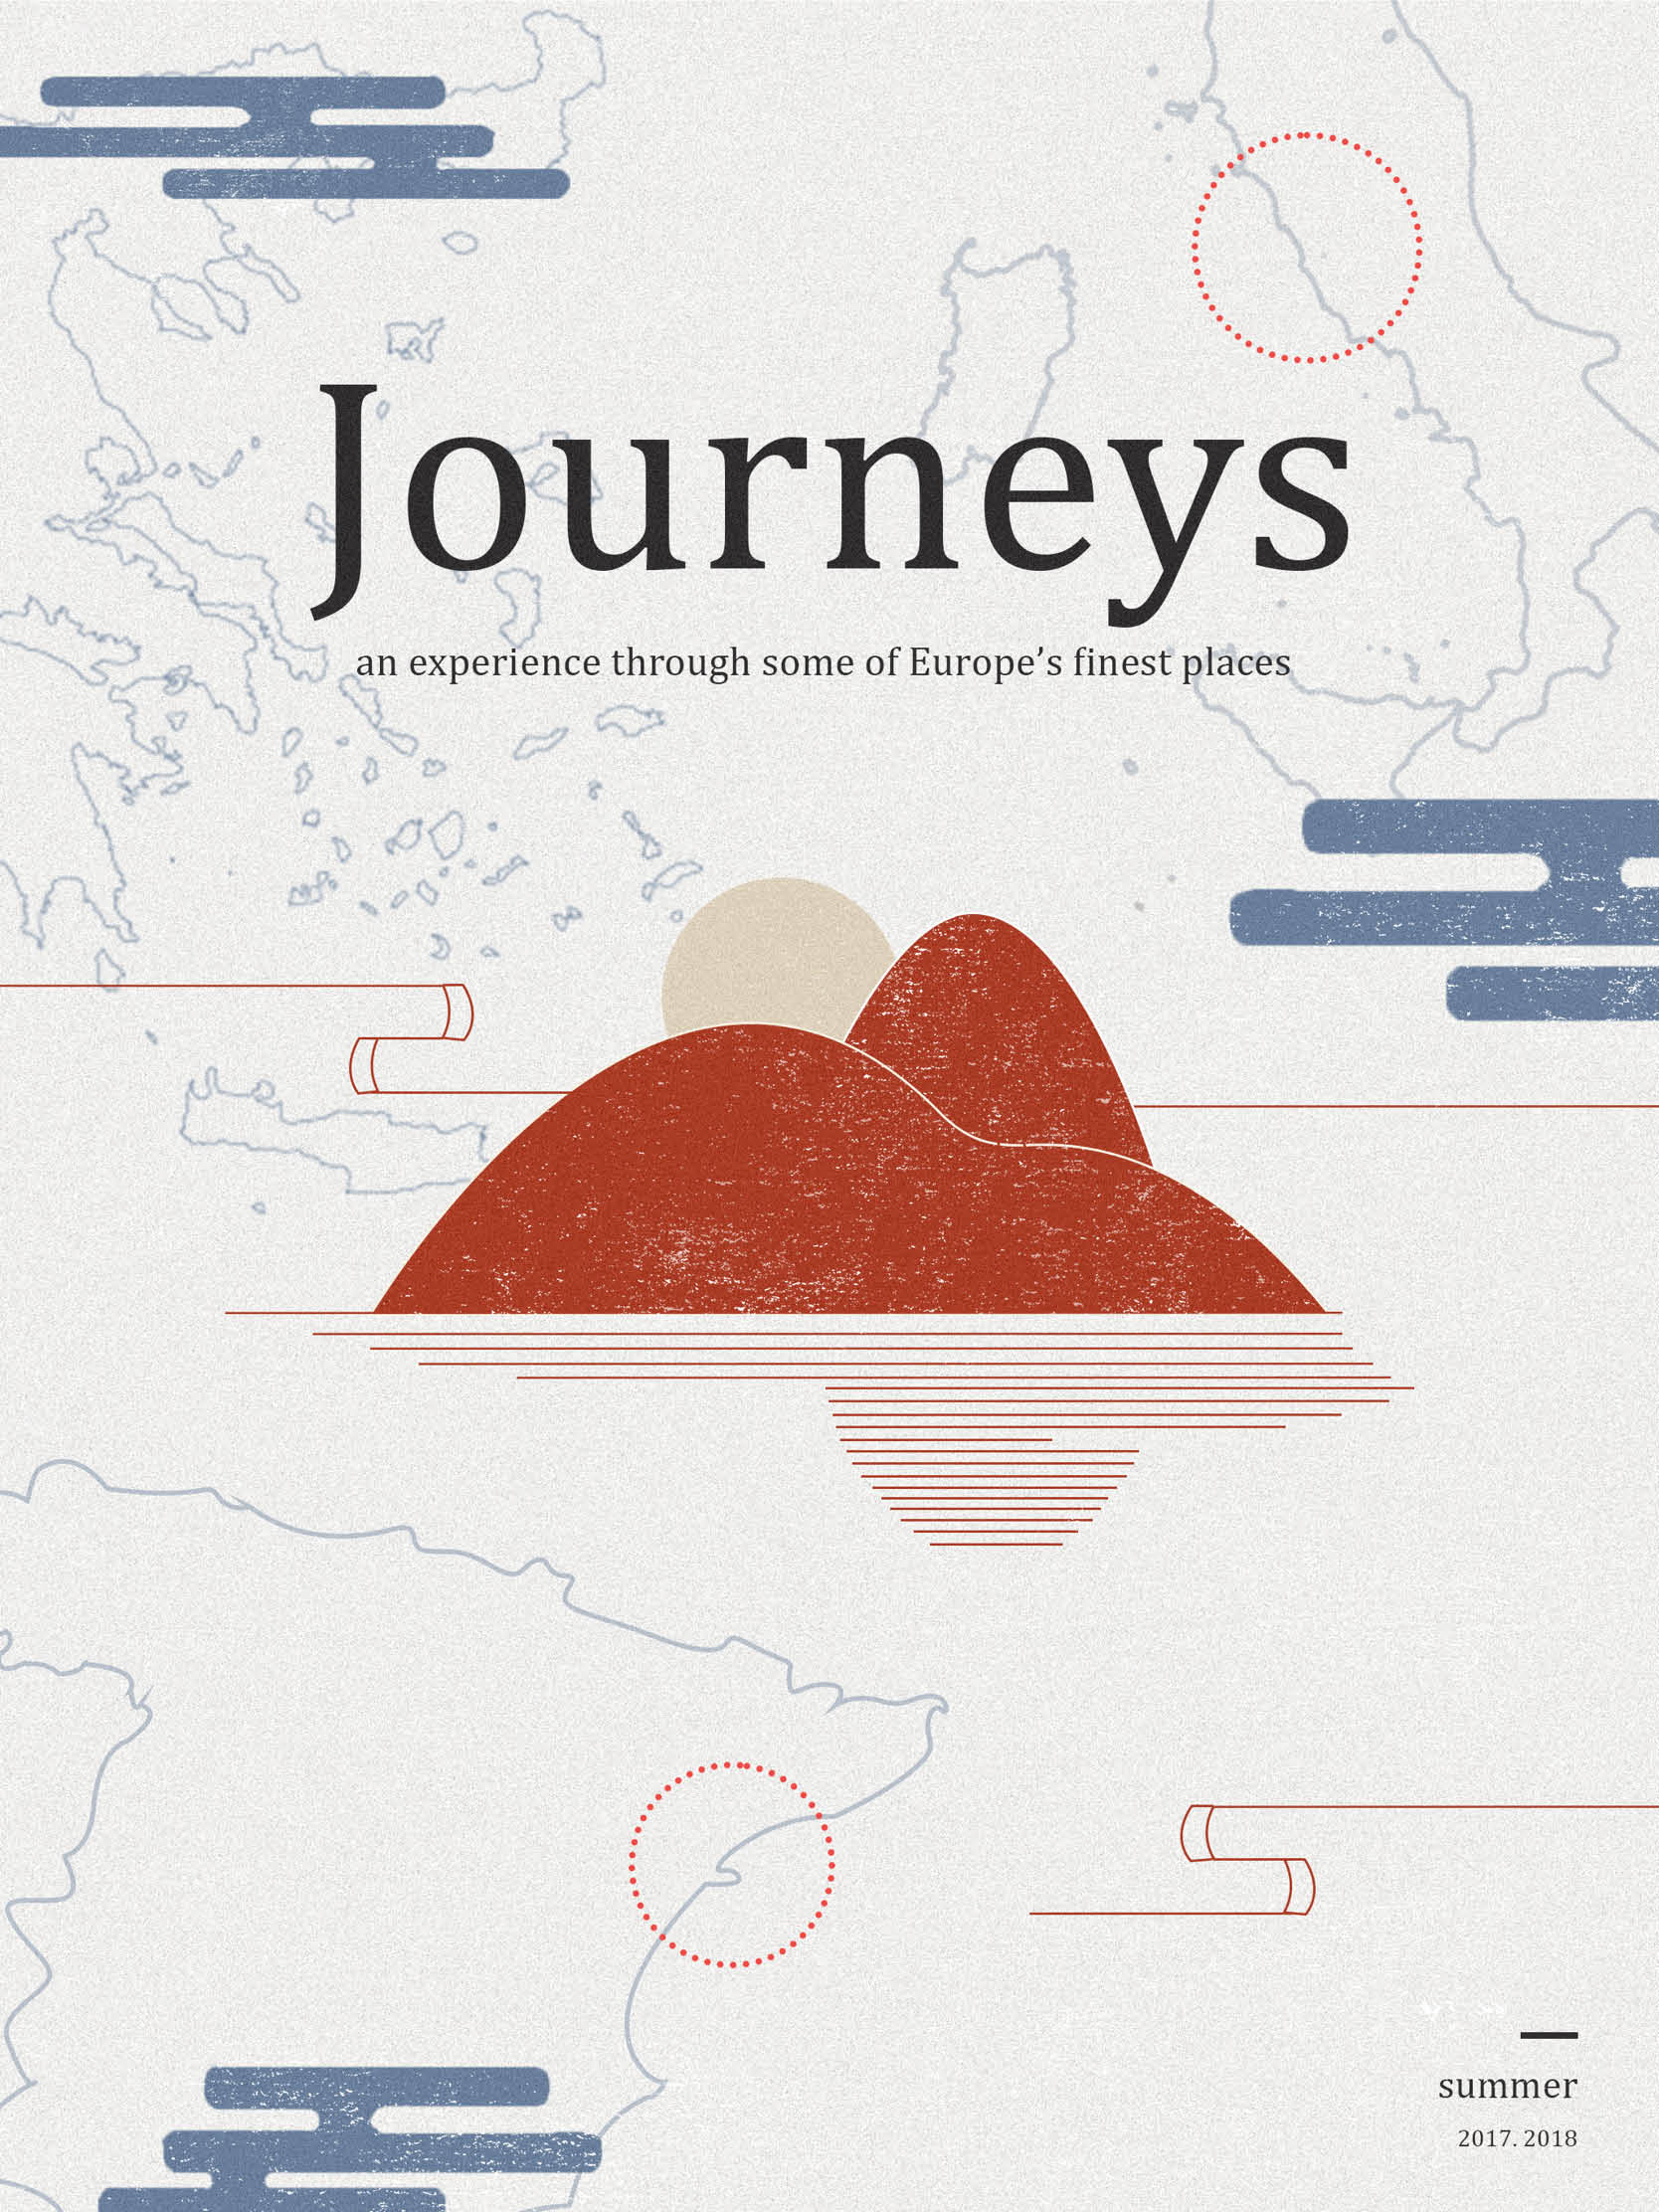 Journeys
an experience through some of Europe’s finest places
summer
2017. 2018